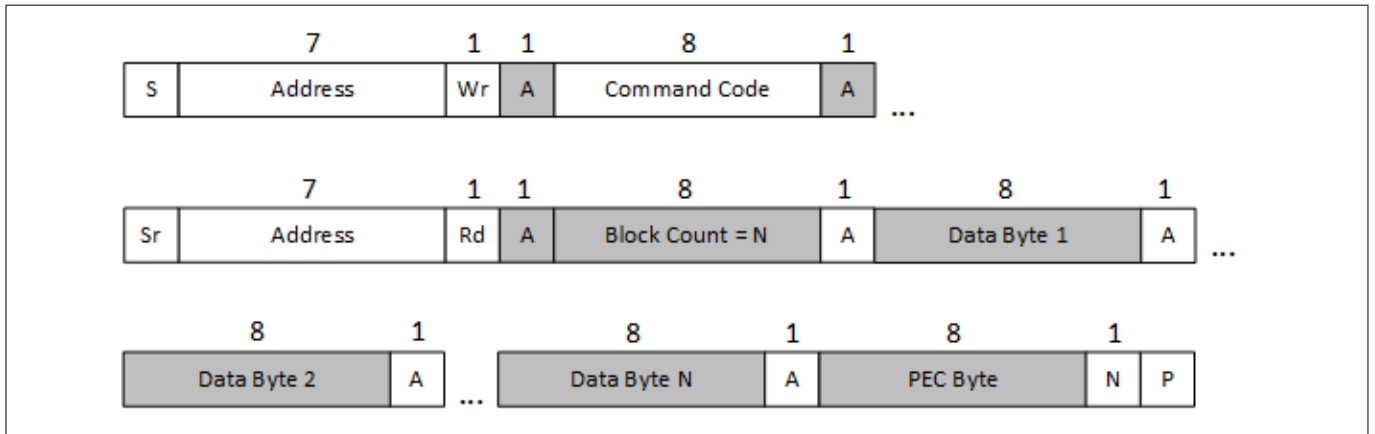 7 1 1 8 1
S Address Wr A Command Code A ...
7 1 1 8 1 8 1
Sr Address Rd A Block Count = N A Data Byte 1 A ...
8 1 8 1 8 1
Data Byte 2 A ... Data Byte N A PEC Byte N P